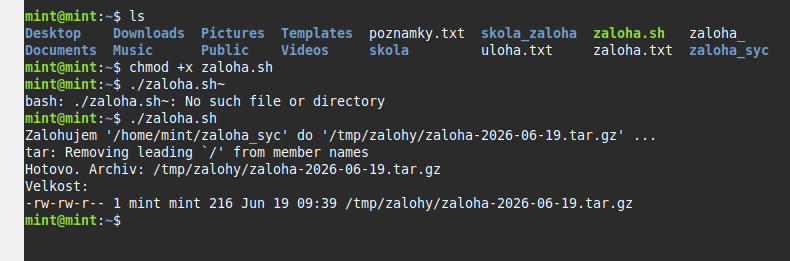 mint@mint:~$ ls
Desktop Downloads Pictures Templates poznamky.txt skola_zaloha zaloha.sh zaloha_
Documents Music Public Videos skola uloha.txt zaloha.txt zaloha_syc
mint@mint:~$ chmod +x zaloha.sh
mint@mint:~$ ./zaloha.sh~
bash: ./zaloha.sh~: No such file or directory
mint@mint:~$ ./zaloha.sh
Zalohujem '/home/mint/zaloha_syc' do '/tmp/zalohy/zaloha-2026-06-19.tar.gz' ...
tar: Removing leading `/' from member names
Hotovo. Archiv: /tmp/zalohy/zaloha-2026-06-19.tar.gz
Velkost:
-rw-rw-r-- 1 mint mint 216 Jun 19 09:39 /tmp/zalohy/zaloha-2026-06-19.tar.gz
mint@mint:~$